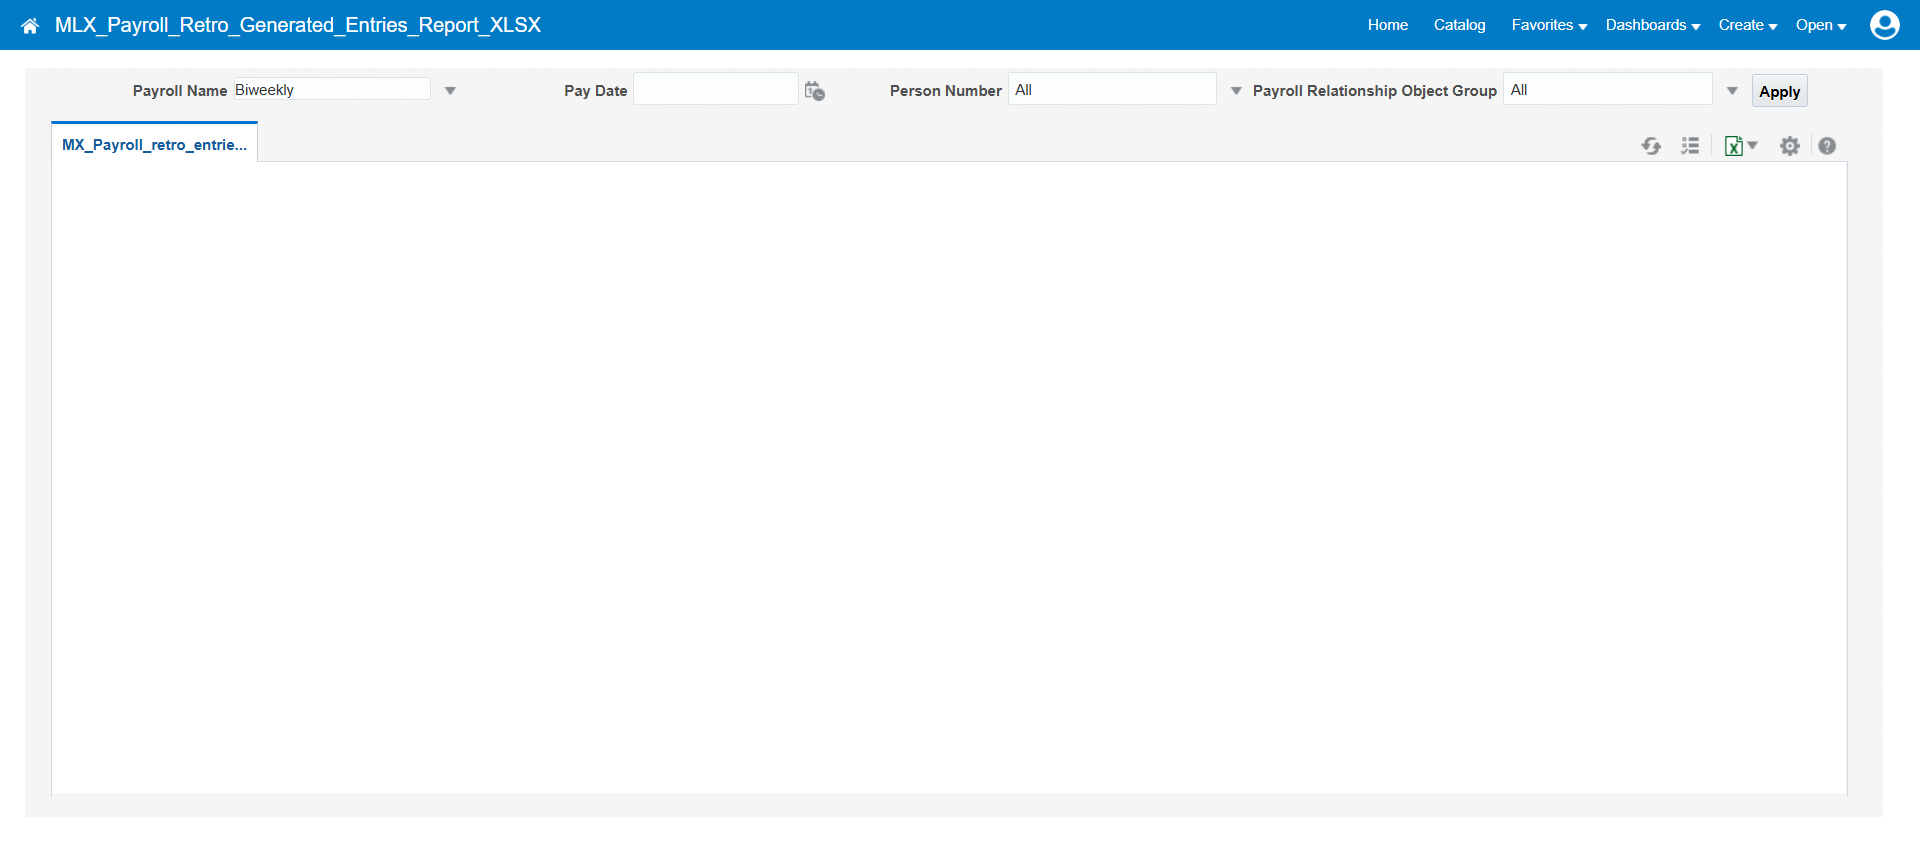 MLX_Payroll_Retro_Generated_Entries_Report_XLSX Home Catalog Favorites Dashboards Create Open
Payroll Name Biweekly Pay Date Person Number All Payroll Relationship Object Group All Apply
MX_Payroll_retro_entrie...